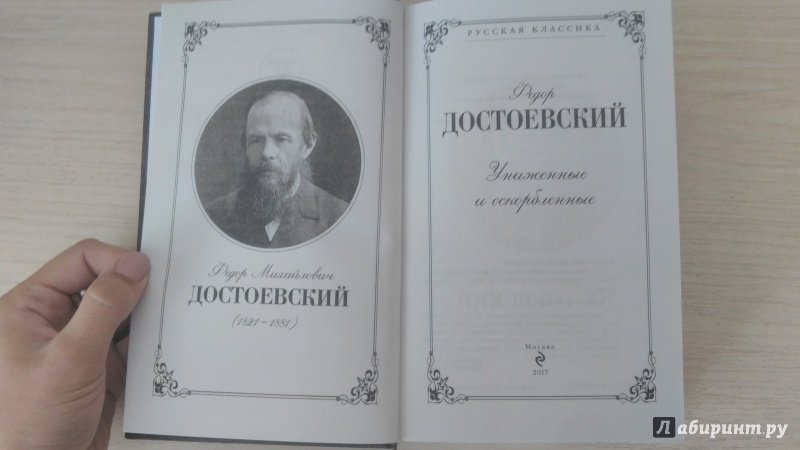 Федор Михайлович
ДОСТОЕВСКИЙ
(1821–1881)
РУССКАЯ КЛАССИКА
Федор
ДОСТОЕВСКИЙ
Униженные
и оскорбленные
Москва
2017
Лабиринт.ру